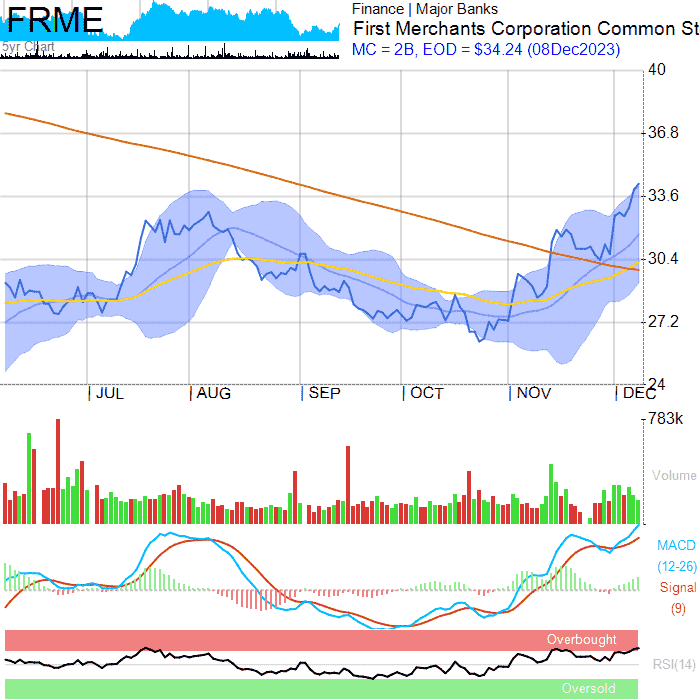 FRME
5yr Chart
Finance | Major Banks
First Merchants Corporation Common St
MC = 2B, EOD = $34.24 (08Dec2023)
40
36.8
33.6
30.4
27.2
24
JUL AUG SEP OCT NOV DEC
783k
Volume
MACD
(12-26)
Signal
(9)
Overbought
RSI(14)
Oversold